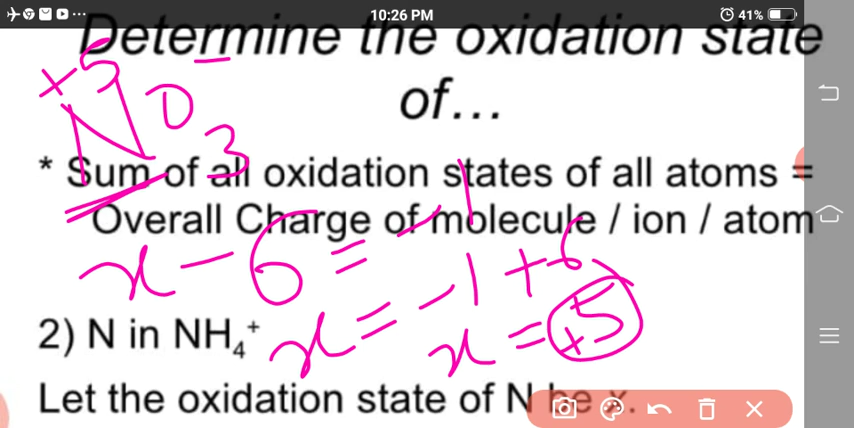 10:26 PM 41%
Determine the oxidation state
of...
+5
NO3-
* Sum of all oxidation states of all atoms =
Overall Charge of molecule / ion / atom
x - 6 = -1
x = -1 + 6
x = +5
2) N in NH4+
Let the oxidation state of N be x.